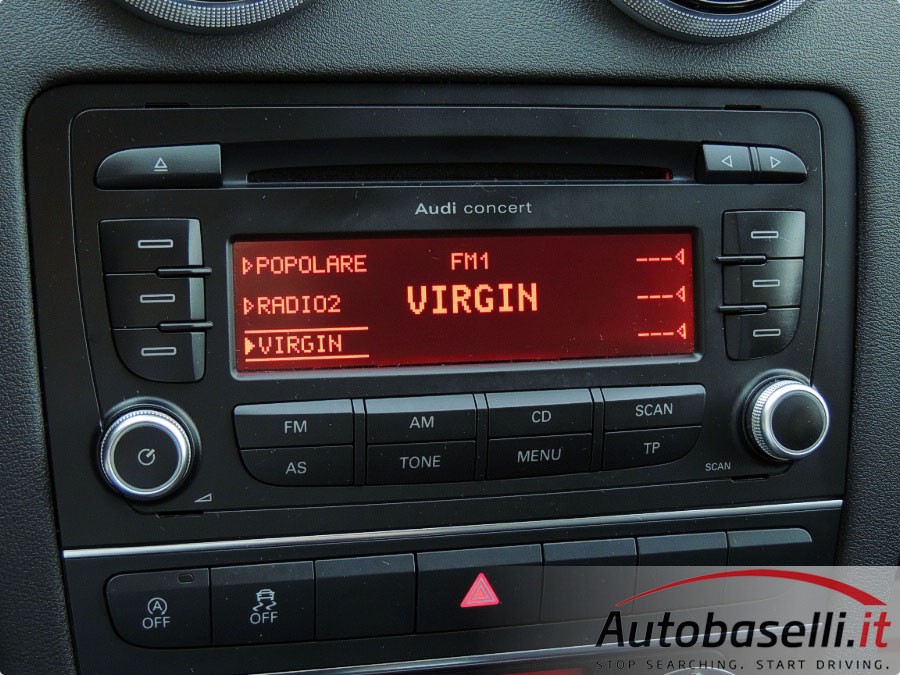 Audi concert
POPOLARE FM1 ---
RADIO2 VIRGIN ---
VIRGIN ---
FM AM CD SCAN
AS TONE MENU TP
SCAN
A
OFF OFF
Autobaselli.it
STOP SEARCHING. START DRIVING.